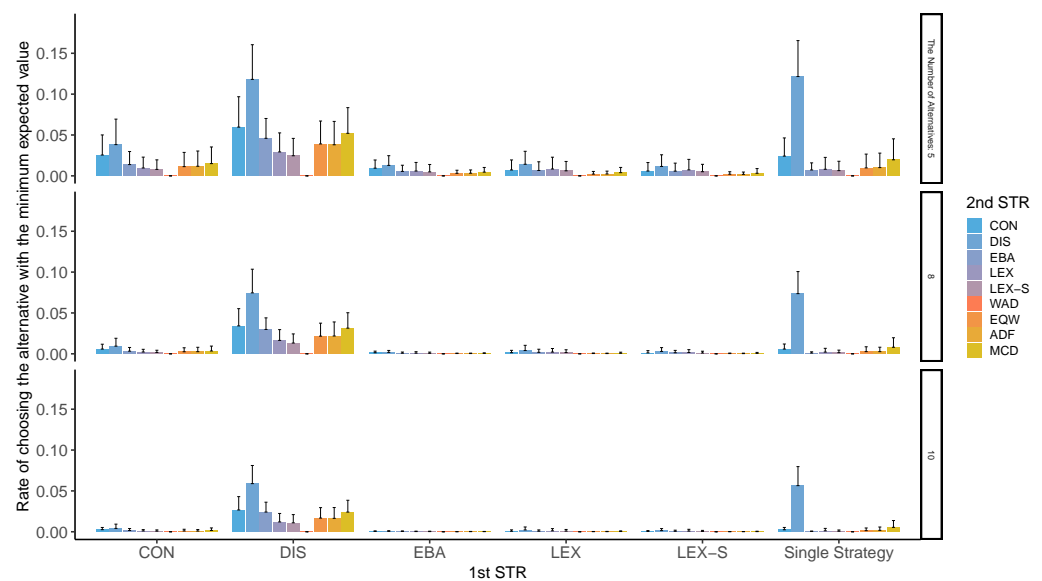 Rate of choosing the alternative with the minimum expected value
0.15
0.10
0.05
0.00
The Number of Alternatives: 5
0.15
0.10
0.05
0.00
8
0.15
0.10
0.05
0.00
10
CON
DIS
EBA
LEX
LEX−S
Single Strategy
1st STR
2nd STR
CON
DIS
EBA
LEX
LEX−S
WAD
EQW
ADF
MCD